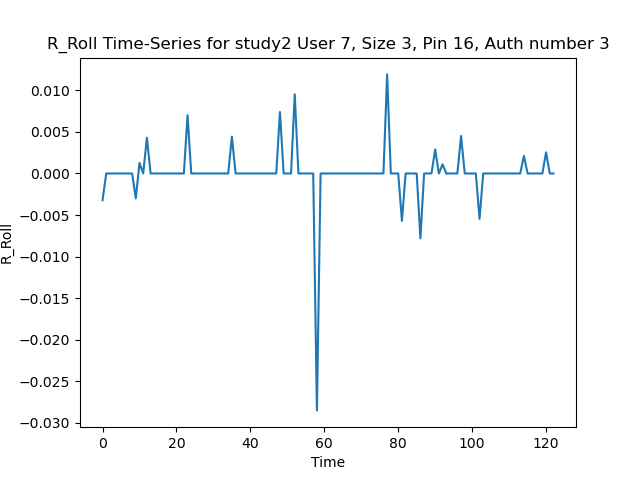 R_Roll Time-Series for study2 User 7, Size 3, Pin 16, Auth number 3
0.010
0.005
0.000
−0.005
−0.010
−0.015
−0.020
−0.025
−0.030
R_Roll
0 20 40 60 80 100 120
Time